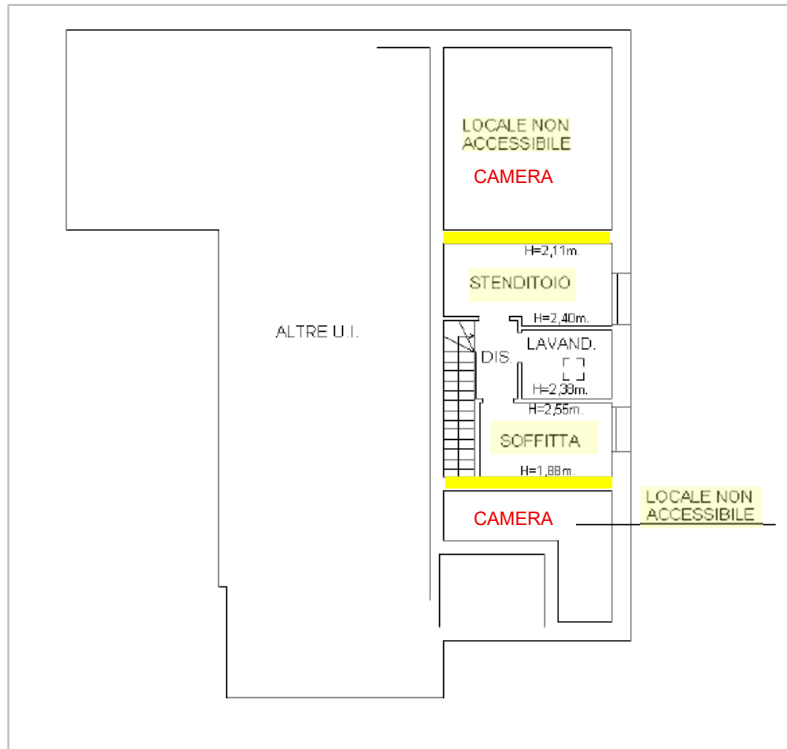 LOCALE NON
ACCESSIBILE
CAMERA
H=2,11m.
STENDITOIO
H=2,40m.
ALTRE U.I.
LAVAND.
DIS.
H=2,38m.
H=2,55m.
SOFFITTA
H=1,88m.
CAMERA
LOCALE NON
ACCESSIBILE